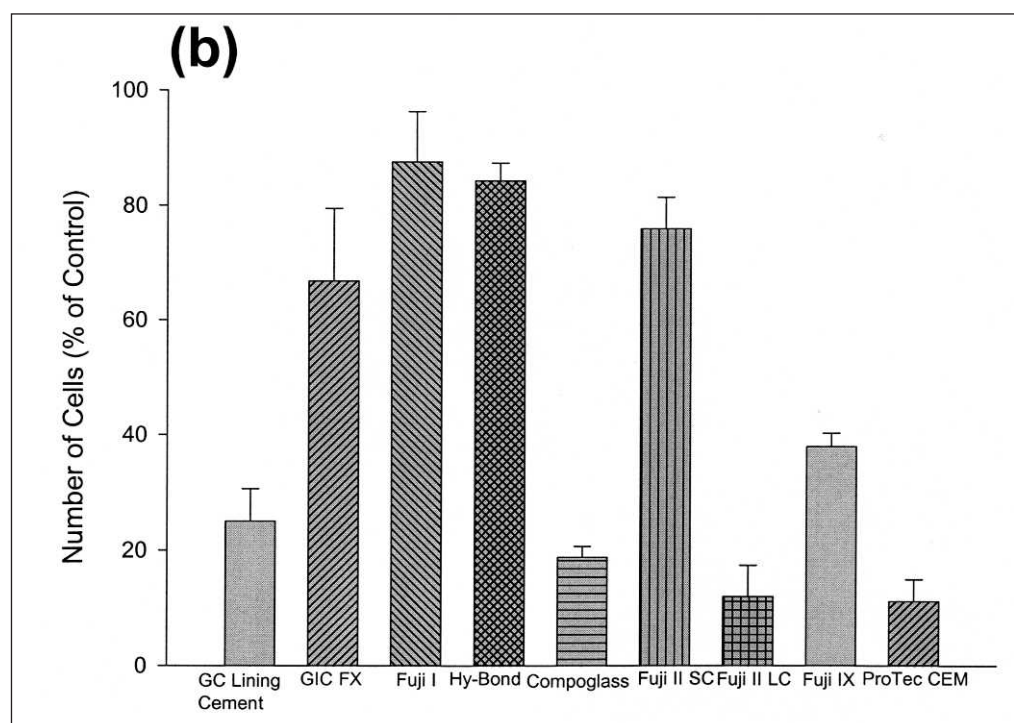 (b)
100
80
60
40
20
0
Number of Cells (% of Control)
GC Lining
Cement
GIC FX
Fuji I
Hy-Bond
Compoglass
Fuji II SC
Fuji II LC
Fuji IX
ProTec CEM